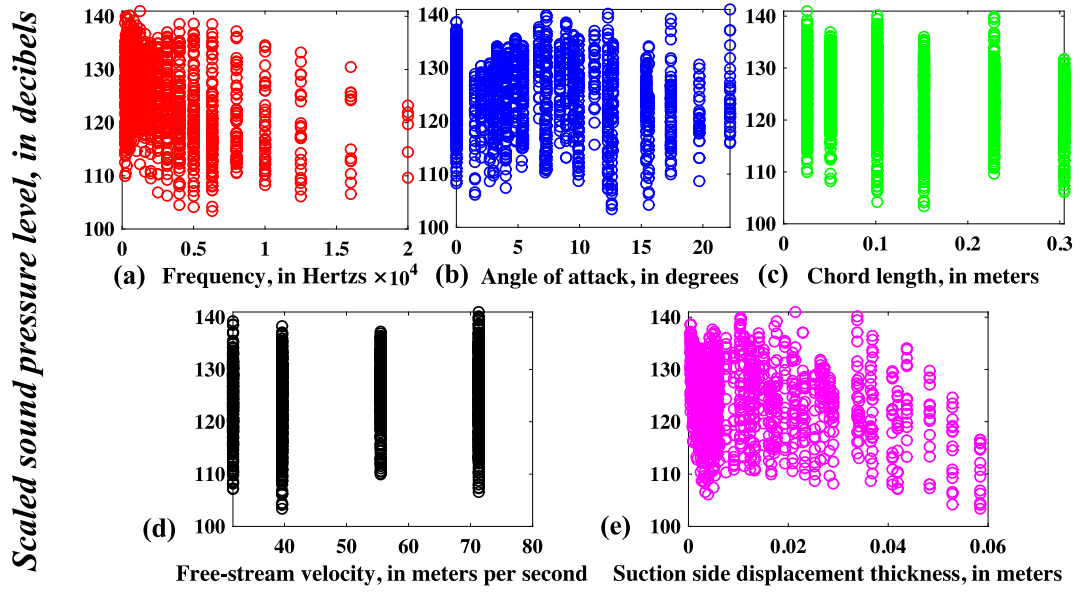 Scaled sound pressure level, in decibels
140
130
120
110
100
0 0.5 1 1.5 2
(a) Frequency, in Hertzs ×10⁴
140
130
120
110
100
0 5 10 15 20
(b) Angle of attack, in degrees
140
130
120
110
100
0 0.1 0.2 0.3
(c) Chord length, in meters
140
130
120
110
100
40 50 60 70 80
(d)
Free-stream velocity, in meters per second
140
130
120
110
100
0 0.02 0.04 0.06
(e)
Suction side displacement thickness, in meters